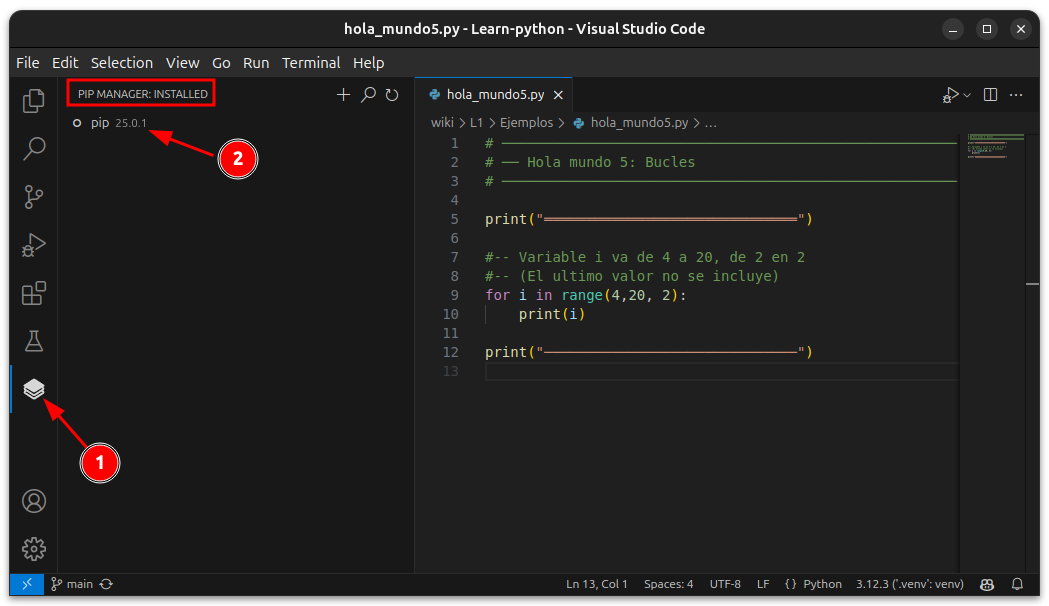 hola_mundo5.py - Learn-python - Visual Studio Code
File Edit Selection View Go Run Terminal Help
PIP MANAGER: INSTALLED
pip 25.0.1
2
1
hola_mundo5.py
wiki > L1 > Ejemplos > hola_mundo5.py > ...
1 # ──────────────────────────────
2 # ── Hola mundo 5: Bucles
3 # ──────────────────────────────
4
5 print("══════════════════════════════")
6
7 #-- Variable i va de 4 a 20, de 2 en 2
8 #-- (El ultimo valor no se incluye)
9 for i in range(4,20, 2):
10 print(i)
11
12 print("──────────────────────────────")
13
main
Ln 13, Col 1 Spaces: 4 UTF-8 LF {} Python 3.12.3 ('.venv': venv)